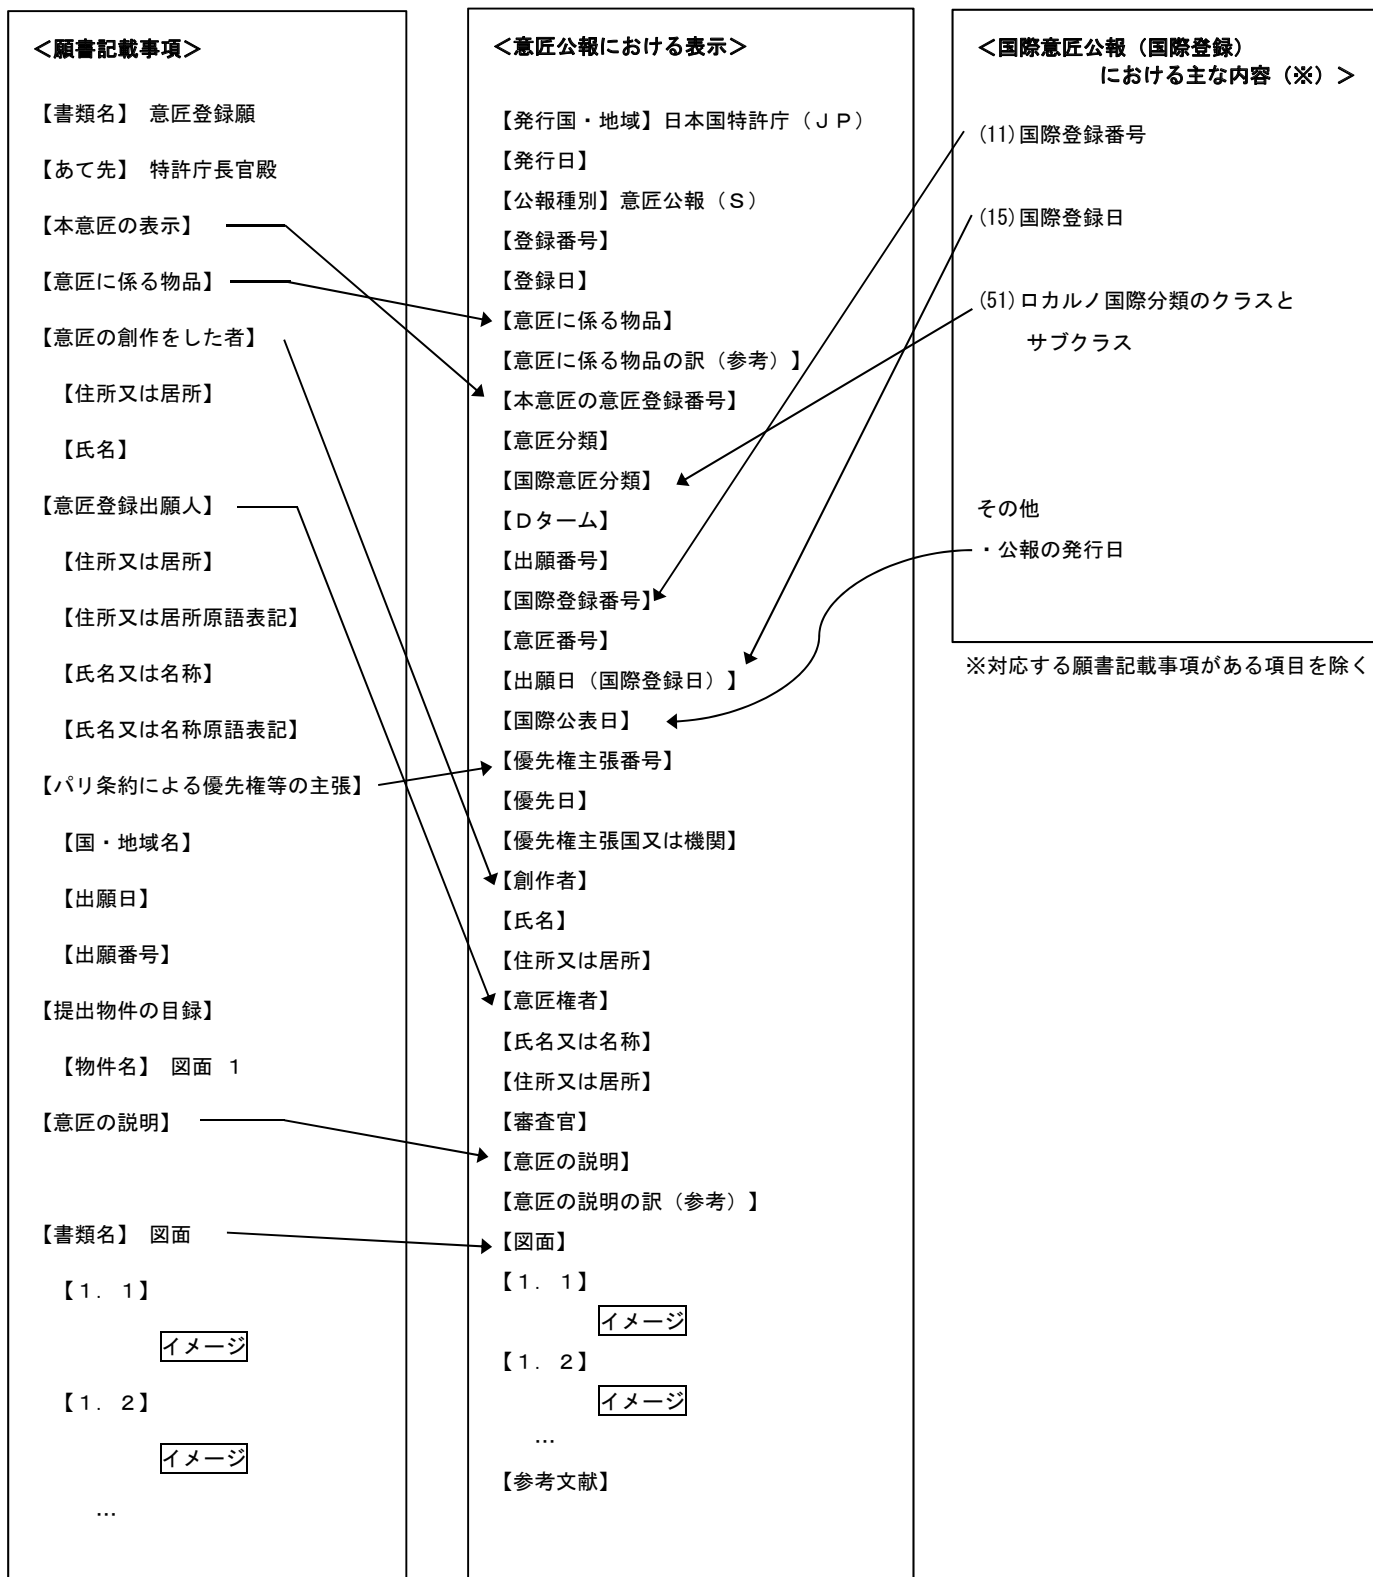 ＜願書記載事項＞
【書類名】 意匠登録願
【あて先】 特許庁長官殿
【本意匠の表示】
【意匠に係る物品】
【意匠の創作をした者】
【住所又は居所】
【氏名】
【意匠登録出願人】
【住所又は居所】
【住所又は居所原語表記】
【氏名又は名称】
【氏名又は名称原語表記】
【パリ条約による優先権等の主張】
【国・地域名】
【出願日】
【出願番号】
【提出物件の目録】
【物件名】 図面 １
【意匠の説明】
【書類名】 図面
【１．１】
イメージ
【１．２】
イメージ
…
＜意匠公報における表示＞
【発行国・地域】日本国特許庁（ＪＰ）
【発行日】
【公報種別】意匠公報（Ｓ）
【登録番号】
【登録日】
【意匠に係る物品】
【意匠に係る物品の訳（参考）】
【本意匠の意匠登録番号】
【意匠分類】
【国際意匠分類】
【Ｄターム】
【出願番号】
【国際登録番号】
【意匠番号】
【出願日（国際登録日）】
【国際公表日】
【優先権主張番号】
【優先日】
【優先権主張国又は機関】
【創作者】
【氏名】
【住所又は居所】
【意匠権者】
【氏名又は名称】
【住所又は居所】
【審査官】
【意匠の説明】
【意匠の説明の訳（参考）】
【図面】
【１．１】
イメージ
【１．２】
イメージ
…
【参考文献】
＜国際意匠公報（国際登録）
における主な内容（※）＞
(11)国際登録番号
(15)国際登録日
(51)ロカルノ国際分類のクラスと
サブクラス
その他
・公報の発行日
※対応する願書記載事項がある項目を除く